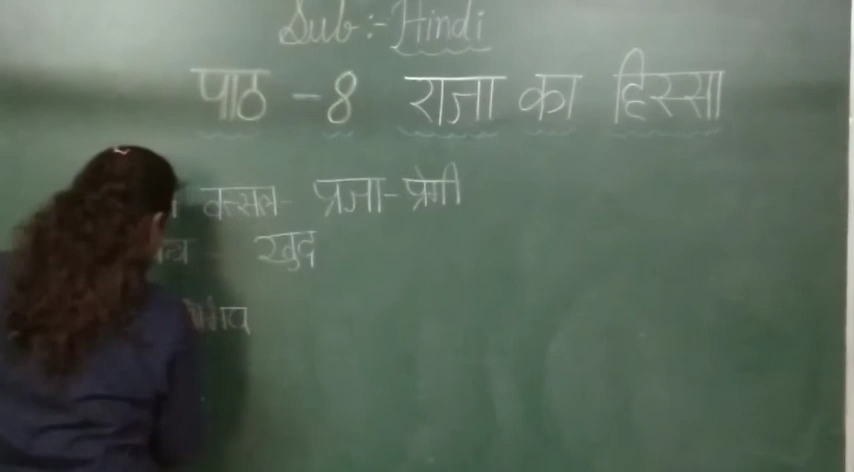 Sub:- Hindi
पाठ - 8 राजा का हिस्सा
वत्सल - प्रजा-प्रेमी
- खुद